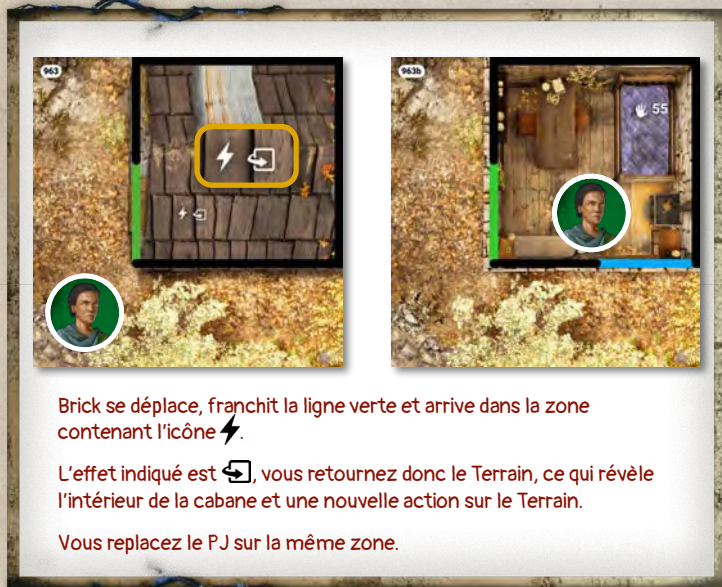 963
963b
55
Brick se déplace, franchit la ligne verte et arrive dans la zone
contenant l'icône .
L'effet indiqué est , vous retournez donc le Terrain, ce qui révèle
l'intérieur de la cabane et une nouvelle action sur le Terrain.
Vous replacez le PJ sur la même zone.